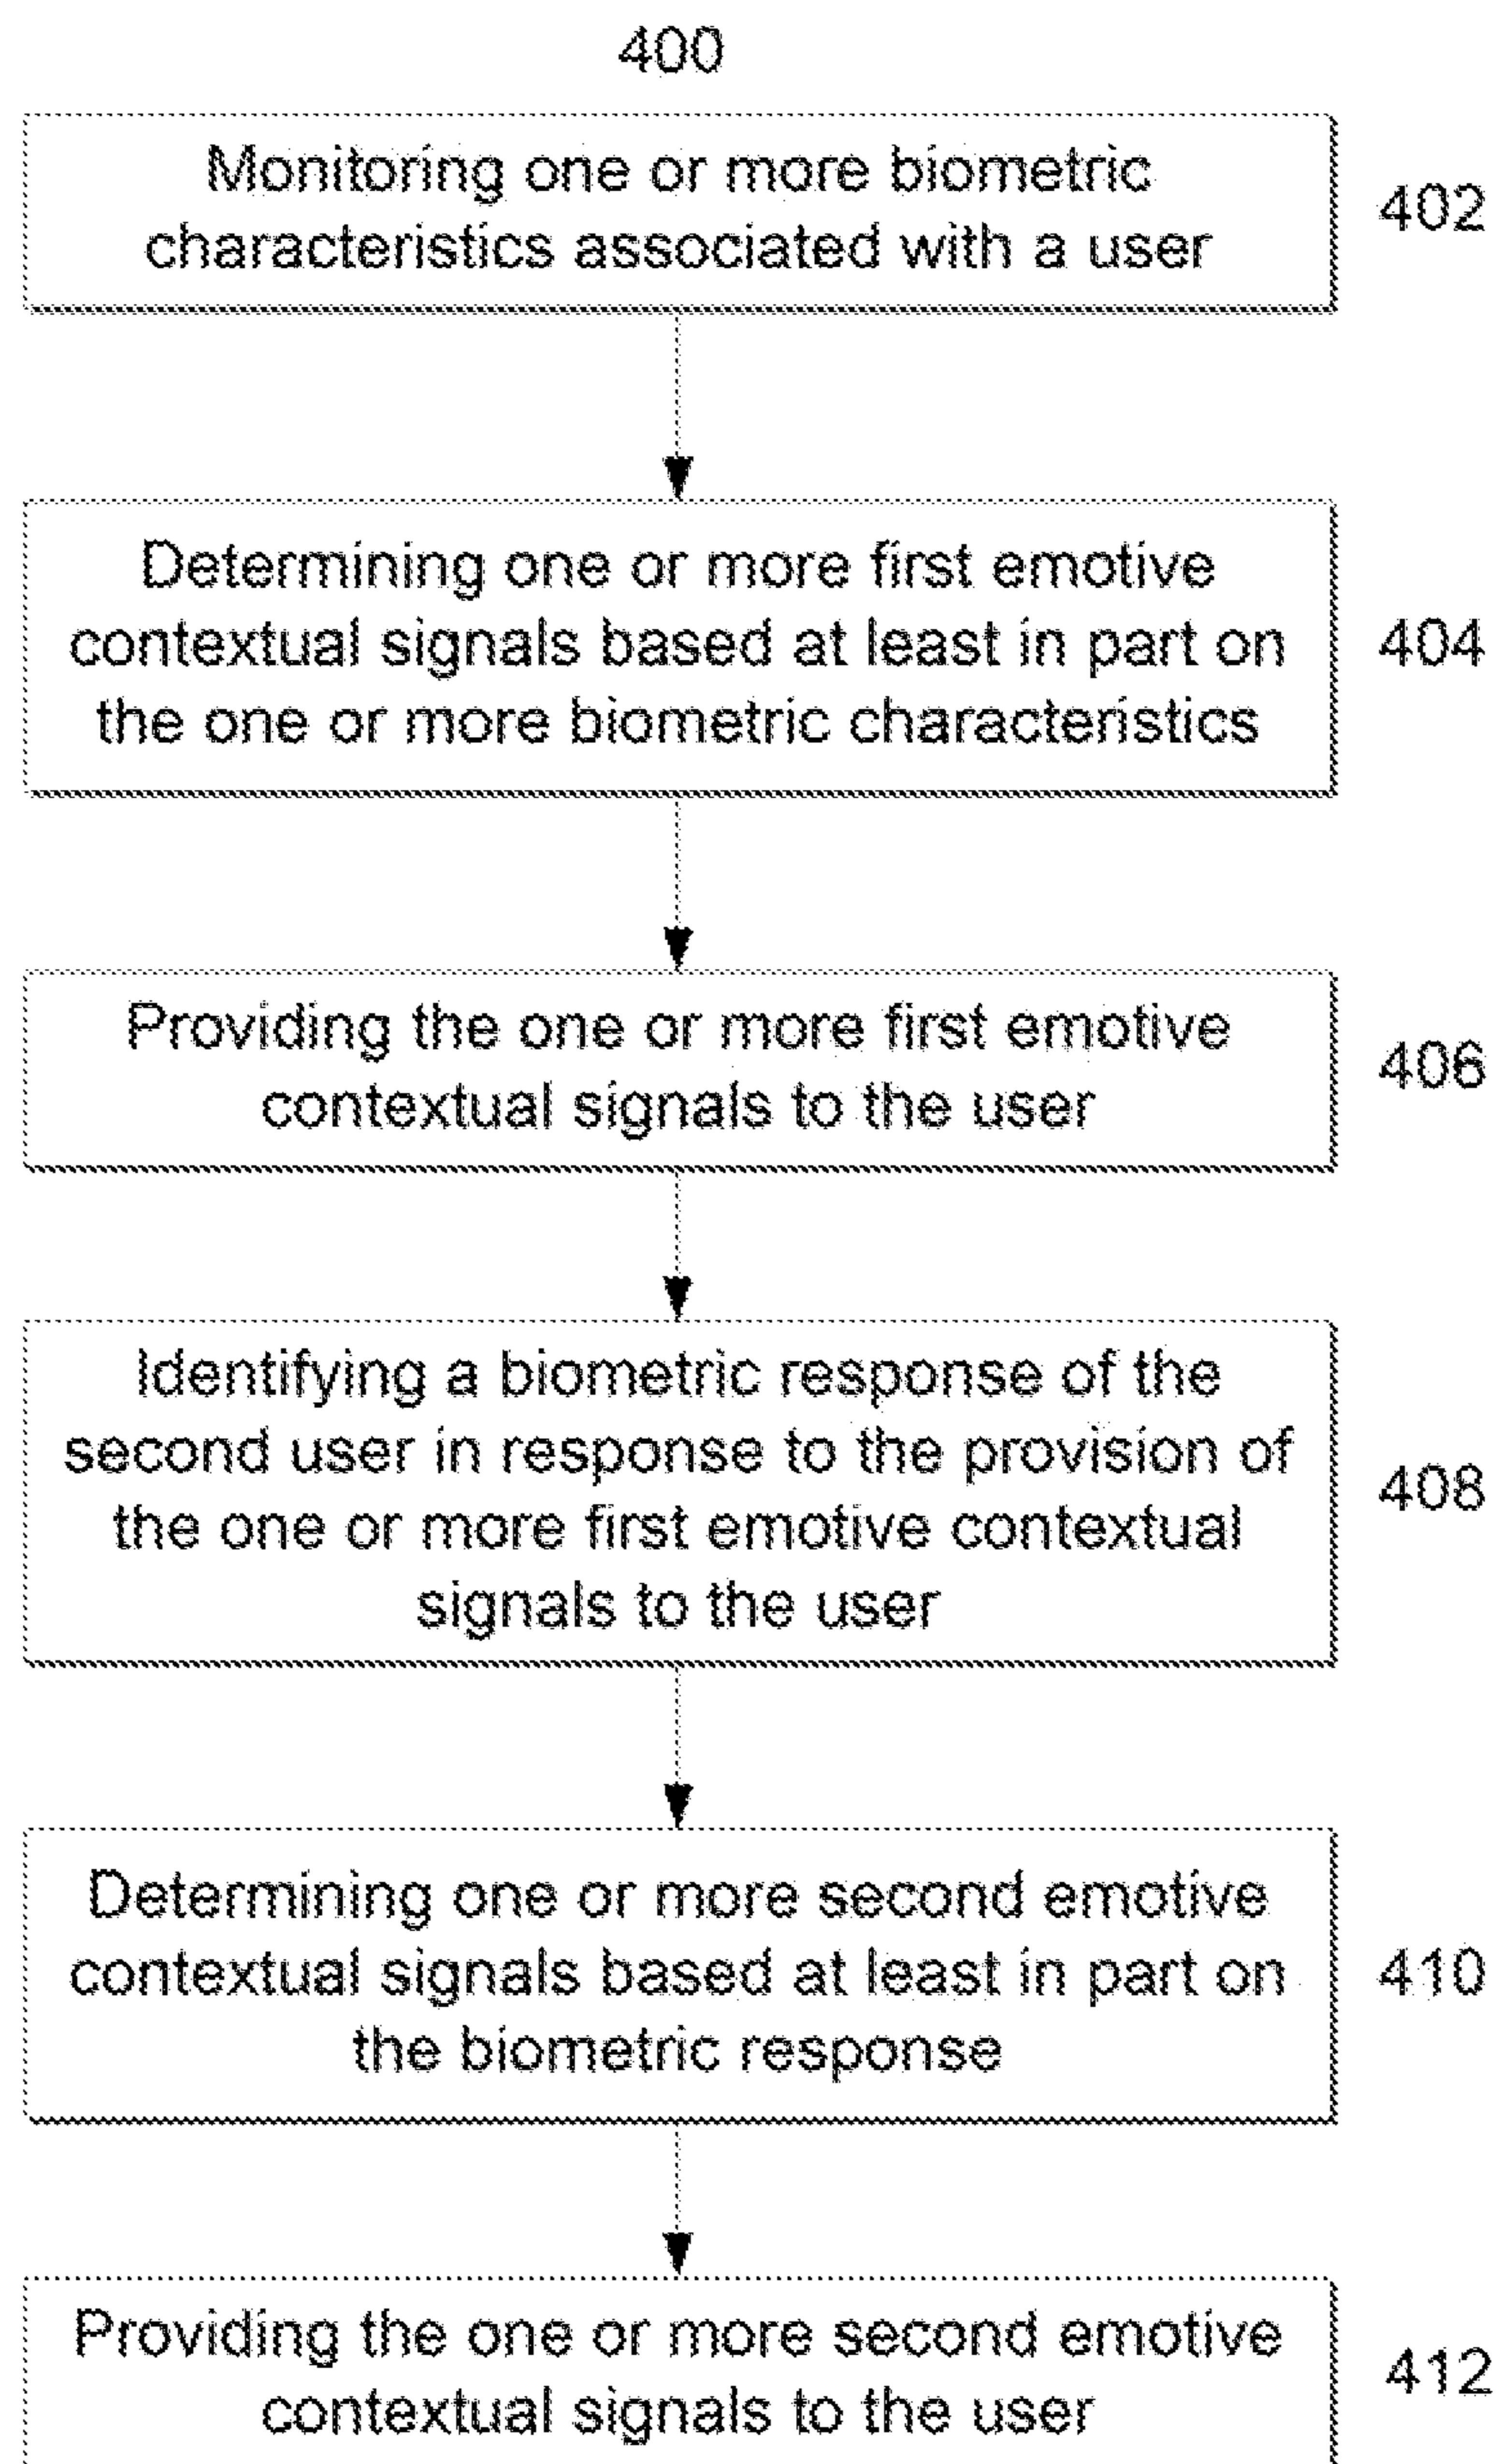 400
Monitoring one or more biometric
characteristics associated with a user
402
Determining one or more first emotive
contextual signals based at least in part on
the one or more biometric characteristics
404
Providing the one or more first emotive
contextual signals to the user
406
Identifying a biometric response of the
second user in response to the provision of
the one or more first emotive contextual
signals to the user
408
Determining one or more second emotive
contextual signals based at least in part on
the biometric response
410
Providing the one or more second emotive
contextual signals to the user
412